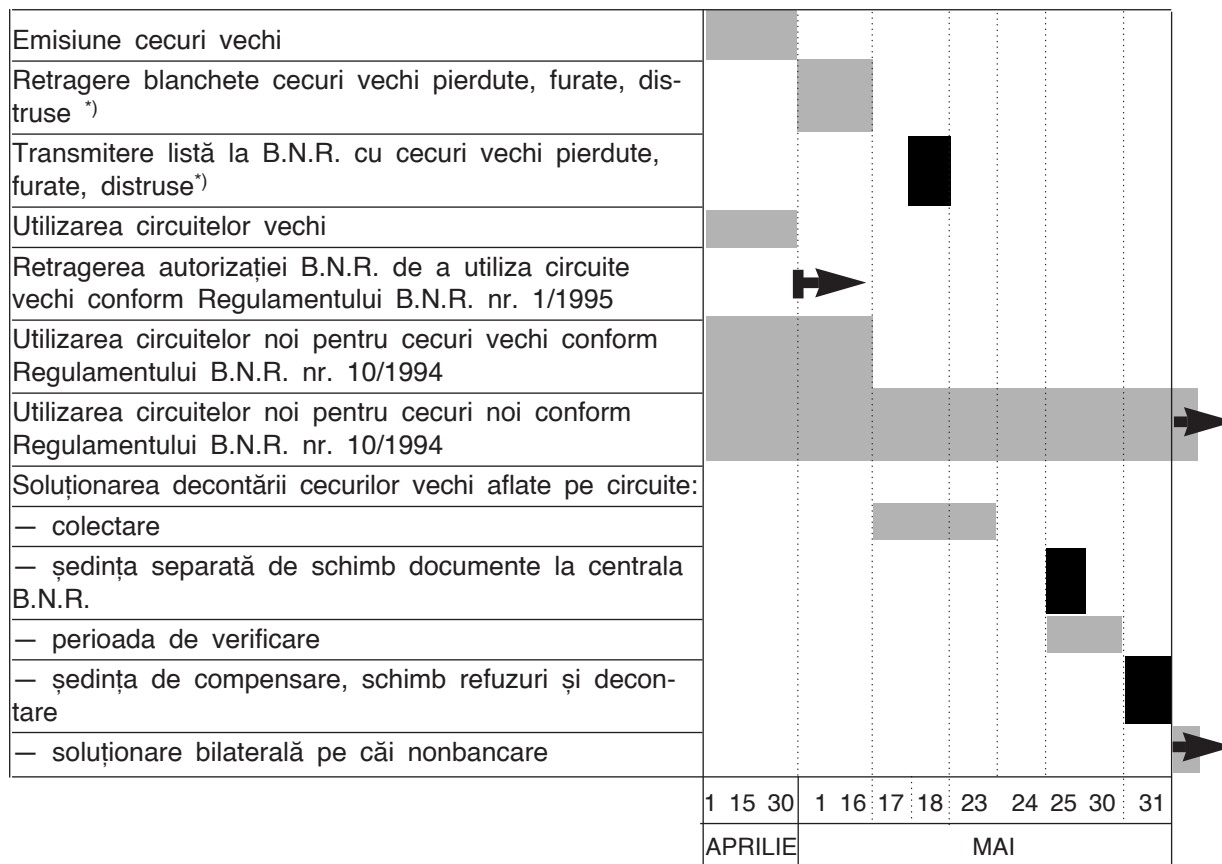 Emisiune cecuri vechi
Retragere blanchete cecuri vechi pierdute, furate, dis-
truse *)
Transmitere listă la B.N.R. cu cecuri vechi pierdute,
furate, distruse*)
Utilizarea circuitelor vechi
Retragerea autorizației B.N.R. de a utiliza circuite
vechi conform Regulamentului B.N.R. nr. 1/1995
Utilizarea circuitelor noi pentru cecuri vechi conform
Regulamentului B.N.R. nr. 10/1994
Utilizarea circuitelor noi pentru cecuri noi conform
Regulamentului B.N.R. nr. 10/1994
Soluționarea decontării cecurilor vechi aflate pe circuite:
— colectare
— ședința separată de schimb documente la centrala
B.N.R.
— perioada de verificare
— ședința de compensare, schimb refuzuri și decon-
tare
— soluționare bilaterală pe căi nonbancare
1 15 30 1 16 17 18 23 24 25 30 31
APRILIE MAI